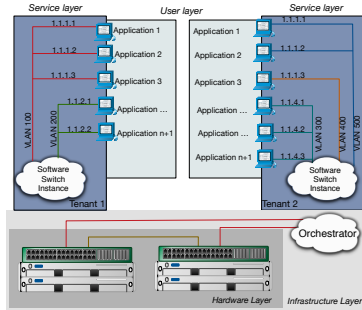 Service layer
User layer
Service layer
1.1.1.1
Application 1
1.1.1.2
Application 2
1.1.1.3
Application 3
1.1.2.1
Application ...
1.1.2.2
Application n+1
VLAN 100
VLAN 200
Software
Switch
Instance
Tenant 1
Application 1
1.1.1.1
Application 2
1.1.1.2
Application 3
1.1.1.3
Application ...
1.1.4.1
Application ...
1.1.4.2
Application n+1
1.1.4.3
VLAN 300
VLAN 400
VLAN 500
Software
Switch
Instance
Tenant 2
Orchestrator
Hardware Layer
Infrastructure Layer